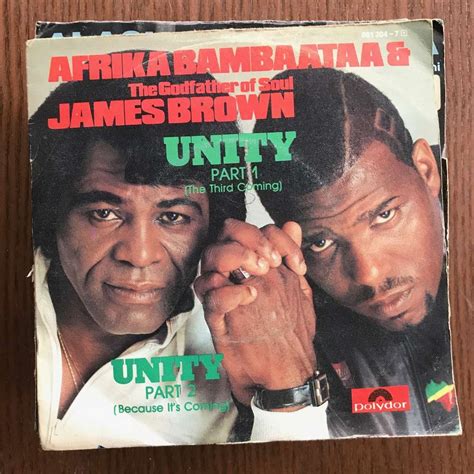 AFRIKA BAMBAATAA &
The Godfather of Soul
JAMES BROWN
UNITY
PART 1
(The Third Coming)
UNITY
PART 2
(Because It's Coming)
polydor